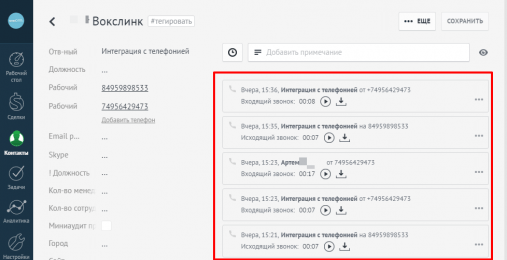 Вокслинк #тегировать
••• ЕЩЕ СОХРАНИТЬ
Отв-ный Интеграция с телефонией
Должность ...
Рабочий 84959898533
Рабочий 74956429473
Добавить телефон
Email р... ...
Skype ...
! Должность ...
Кол-во менед ...
Кол-во сотру ...
Миниаудит п
Город ...
Рабочий стол
Сделки
Контакты
Задачи
Аналитика
Настройки
Добавить примечание
Вчера, 15:36, Интеграция с телефонией от +74956429473
Входящий звонок: 00:08
Вчера, 15:35, Интеграция с телефонией на 84959898533
Исходящий звонок: 00:07
Вчера, 15:23, Артем от 74956429473
Входящий звонок: 00:17
Вчера, 15:23, Интеграция с телефонией от +74956429473
Входящий звонок: 00:07
Вчера, 15:21, Интеграция с телефонией на 84959898533
Исходящий звонок: 00:07